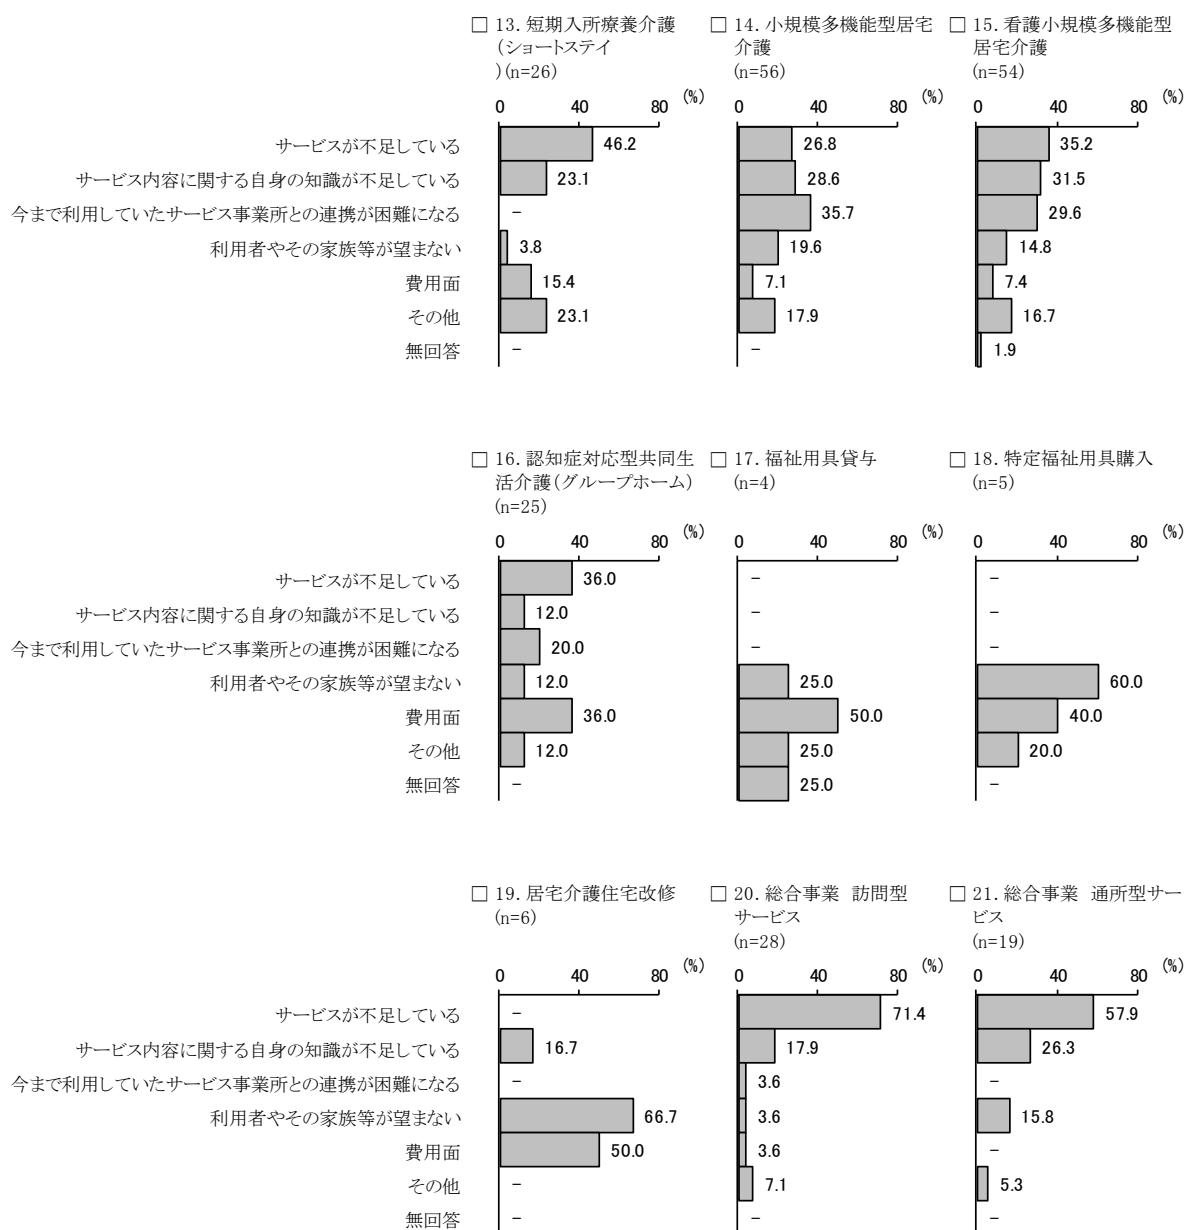 □ 13．短期入所療養介護
（ショートステイ
）(n=26)
□ 14．小規模多機能型居宅
介護
(n=56)
□ 15．看護小規模多機能型
居宅介護
(n=54)
0 40 80 (%)
0 40 80 (%)
0 40 80 (%)
サービスが不足している 46.2 26.8 35.2
サービス内容に関する自身の知識が不足している 23.1 28.6 31.5
今まで利用していたサービス事業所との連携が困難になる － 35.7 29.6
利用者やその家族等が望まない 3.8 19.6 14.8
費用面 15.4 7.1 7.4
その他 23.1 17.9 16.7
無回答 － － 1.9
□ 16．認知症対応型共同生
活介護（グループホーム）
(n=25)
□ 17．福祉用具貸与
(n=4)
□ 18．特定福祉用具購入
(n=5)
0 40 80 (%)
0 40 80 (%)
0 40 80 (%)
サービスが不足している 36.0 － －
サービス内容に関する自身の知識が不足している 12.0 － －
今まで利用していたサービス事業所との連携が困難になる 20.0 － －
利用者やその家族等が望まない 12.0 25.0 60.0
費用面 36.0 50.0 40.0
その他 12.0 25.0 20.0
無回答 － 25.0 －
□ 19．居宅介護住宅改修
(n=6)
□ 20．総合事業　訪問型
サービス
(n=28)
□ 21．総合事業　通所型サー
ビス
(n=19)
0 40 80 (%)
0 40 80 (%)
0 40 80 (%)
サービスが不足している － 71.4 57.9
サービス内容に関する自身の知識が不足している 16.7 17.9 26.3
今まで利用していたサービス事業所との連携が困難になる － 3.6 －
利用者やその家族等が望まない 66.7 3.6 15.8
費用面 50.0 3.6 －
その他 － 7.1 5.3
無回答 － － －